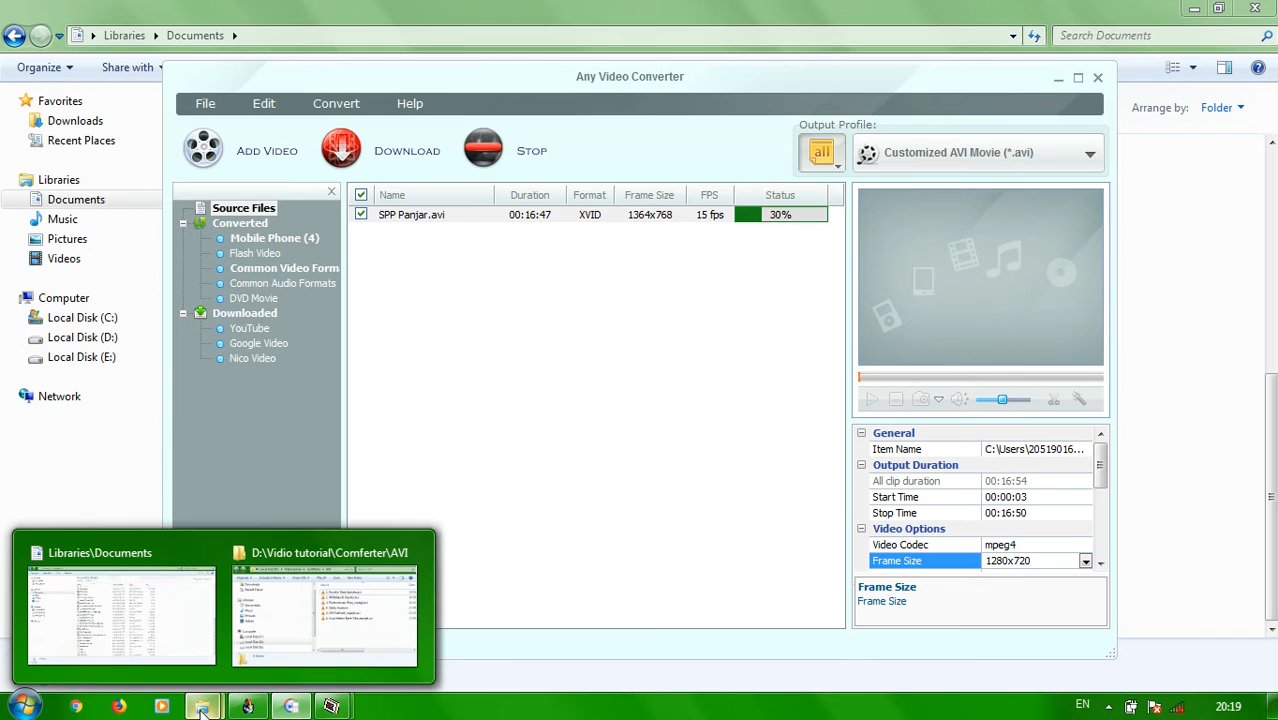 Libraries Documents
Search Documents
Organize Share with
Arrange by: Folder
Favorites
Downloads
Recent Places
Libraries
Documents
Music
Pictures
Videos
Computer
Local Disk (C:)
Local Disk (D:)
Local Disk (E:)
Network
Any Video Converter
File Edit Convert Help
ADD VIDEO DOWNLOAD STOP
Output Profile:
all Customized AVI Movie (*.avi)
Source Files
Converted
Mobile Phone (4)
Flash Video
Common Video Form
Common Audio Formats
DVD Movie
Downloaded
YouTube
Google Video
Nico Video
Name Duration Format Frame Size FPS Status
SPP Panjar.avi 00:16:47 XVID 1364x768 15 fps 30%
General
Item Name C:\Users\20519016...
Output Duration
All clip duration 00:16:54
Start Time 00:00:03
Stop Time 00:16:50
Video Options
Video Codec mpeg4
Frame Size 1280x720
Frame Size
Frame Size
Libraries\Documents D:\Vidio tutorial\Comferter\AVI
EN 20:19